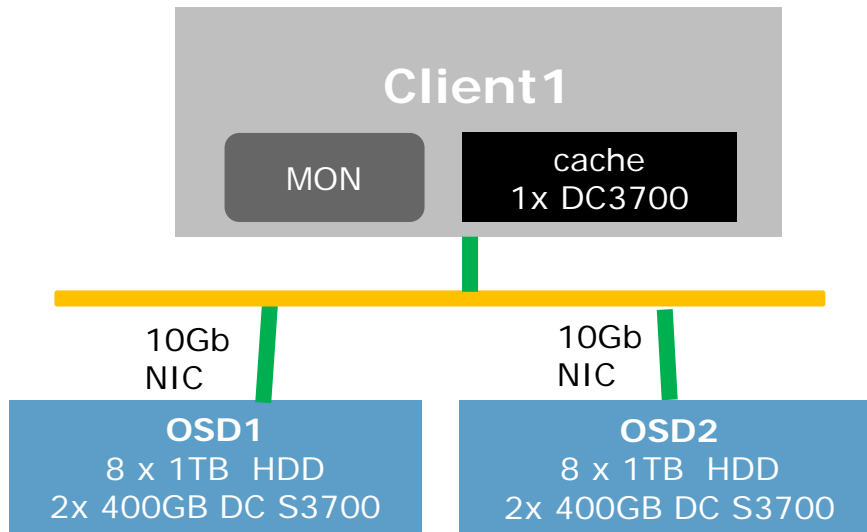 Client1
MON
cache
1x DC3700
10Gb
NIC
10Gb
NIC
OSD1
8 x 1TB HDD
2x 400GB DC S3700
OSD2
8 x 1TB HDD
2x 400GB DC S3700